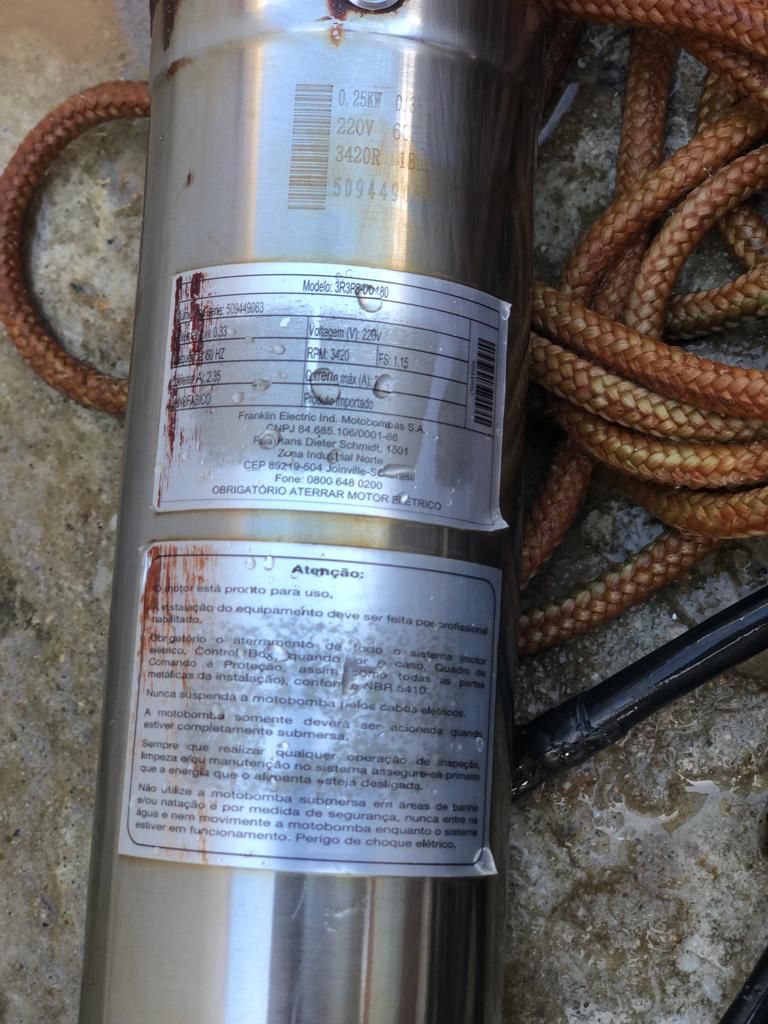 0.25KW
220V
3420R
Modelo:
509449063
0.33
Voltagem (V): 220V
60 HZ
RPM: 3420
FS: 1.15
2.35
Corrente máx (A):
Produto Importado
Franklin Electric Ind. Motobombas S.A.
CNPJ 84.685.106/0001-66
Rua Hans Dieter Schmidt, 1501
Zona Industrial Norte
CEP 89219-504 Joinville-SC-Brasil
Fone: 0800 648 0200
OBRIGATÓRIO ATERRAR MOTOR ELÉTRICO
Atenção:
O motor está pronto para uso.
A instalação do equipamento deve ser feita por profissional
habilitado.
Obrigatório o aterramento de todo o sistema (motor
elétrico, Control Box, quando for o caso, Quadro de
Comando e Proteção, assim como todas as partes
metálicas da instalação), conforme NBR 5410.
Nunca suspenda a motobomba pelos cabos elétricos.
A motobomba somente deverá ser acionada quando
estiver completamente submersa.
Sempre que realizar qualquer operação de inspeção,
limpeza e/ou manutenção no sistema assegure-se primeiro
que a energia que o alimenta esteja desligada.
Não utilize a motobomba submersa em áreas de banho
e/ou natação e por medida de segurança, nunca entre na
água e nem movimente a motobomba enquanto o sistema
estiver em funcionamento. Perigo de choque elétrico.